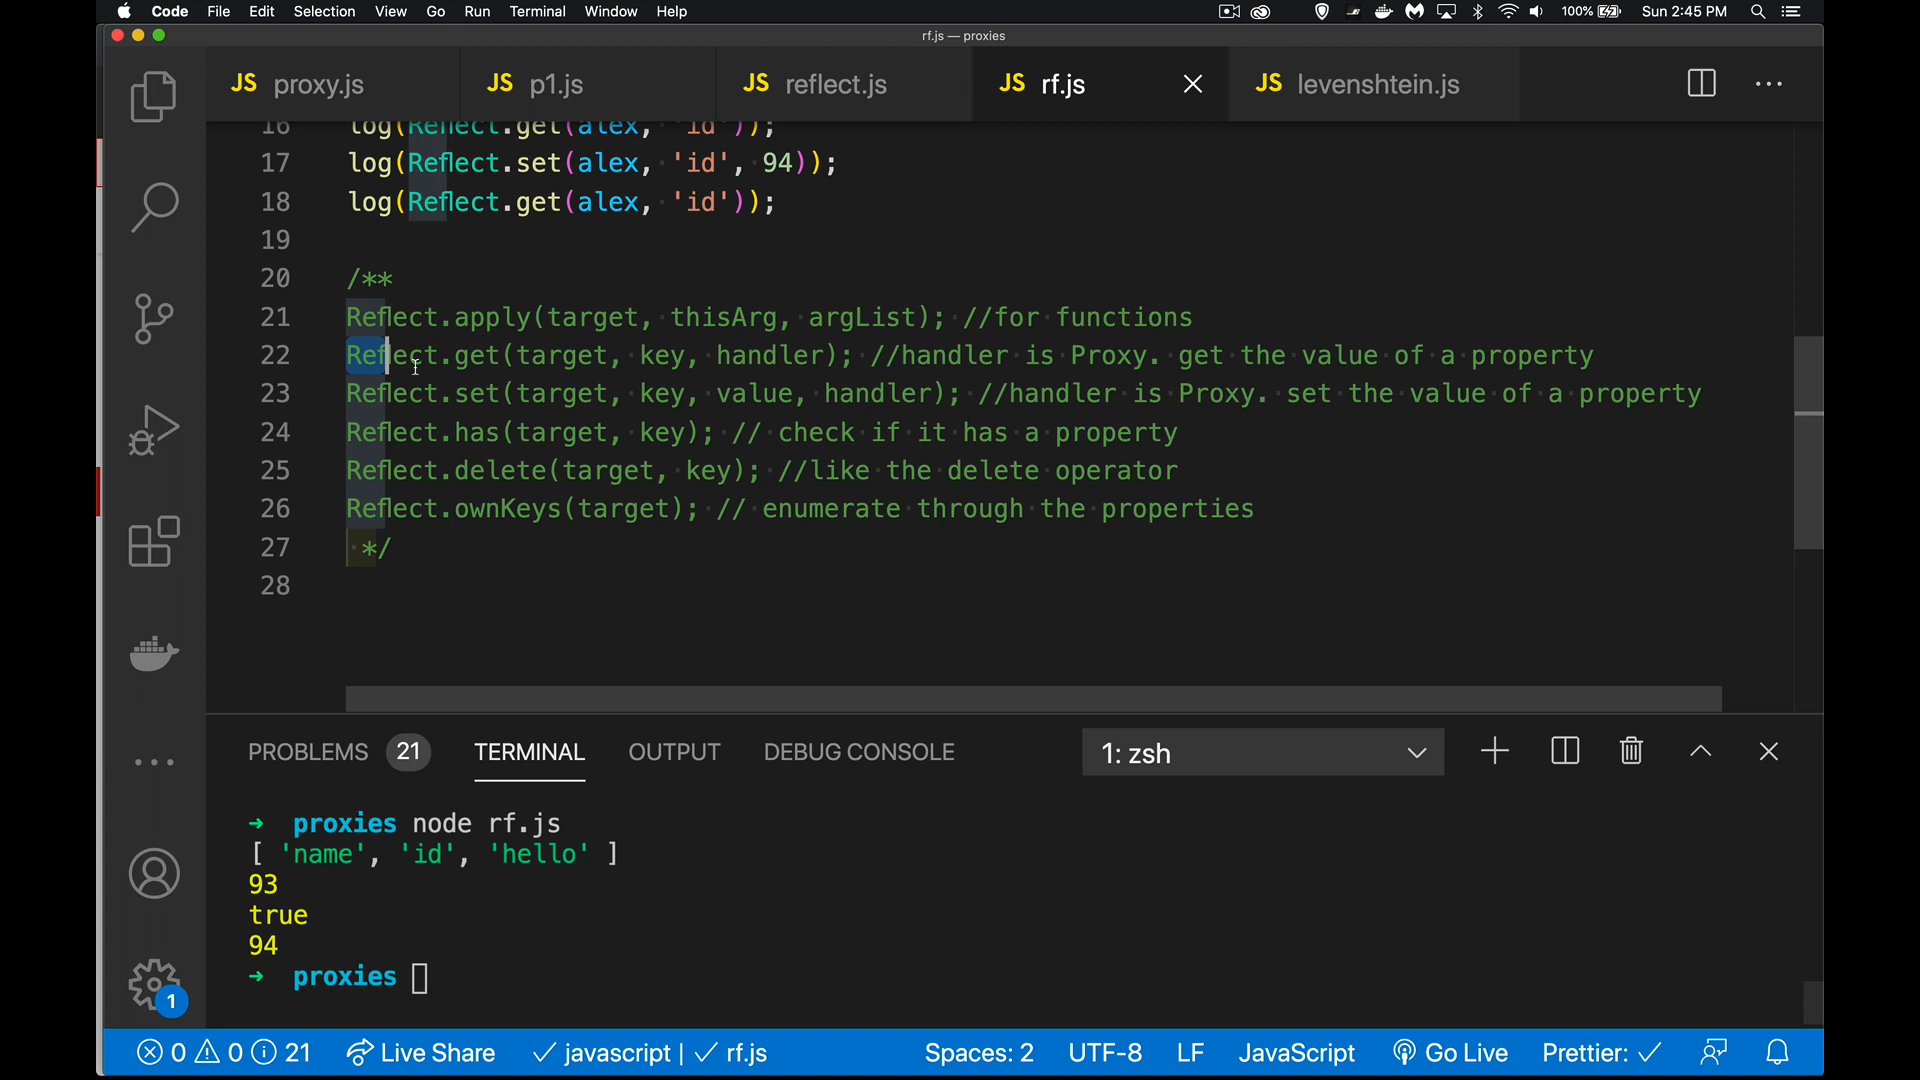 Code File Edit Selection View Go Run Terminal Window Help 100% Sun 2:45 PM
rf.js — proxies
JS proxy.js JS p1.js JS reflect.js JS rf.js JS levenshtein.js
16 log(Reflect.get(alex, 'id'));
17 log(Reflect.set(alex, 'id', 94));
18 log(Reflect.get(alex, 'id'));
19
20 /**
21 Reflect.apply(target, thisArg, argList); //for functions
22 Reflect.get(target, key, handler); //handler is Proxy. get the value of a property
23 Reflect.set(target, key, value, handler); //handler is Proxy. set the value of a property
24 Reflect.has(target, key); // check if it has a property
25 Reflect.delete(target, key); //like the delete operator
26 Reflect.ownKeys(target); // enumerate through the properties
27 */
28
PROBLEMS 21 TERMINAL OUTPUT DEBUG CONSOLE 1: zsh
➜ proxies node rf.js
[ 'name', 'id', 'hello' ]
93
true
94
➜ proxies
1
0 0 21 Live Share javascript | rf.js Spaces: 2 UTF-8 LF JavaScript Go Live Prettier: ✓